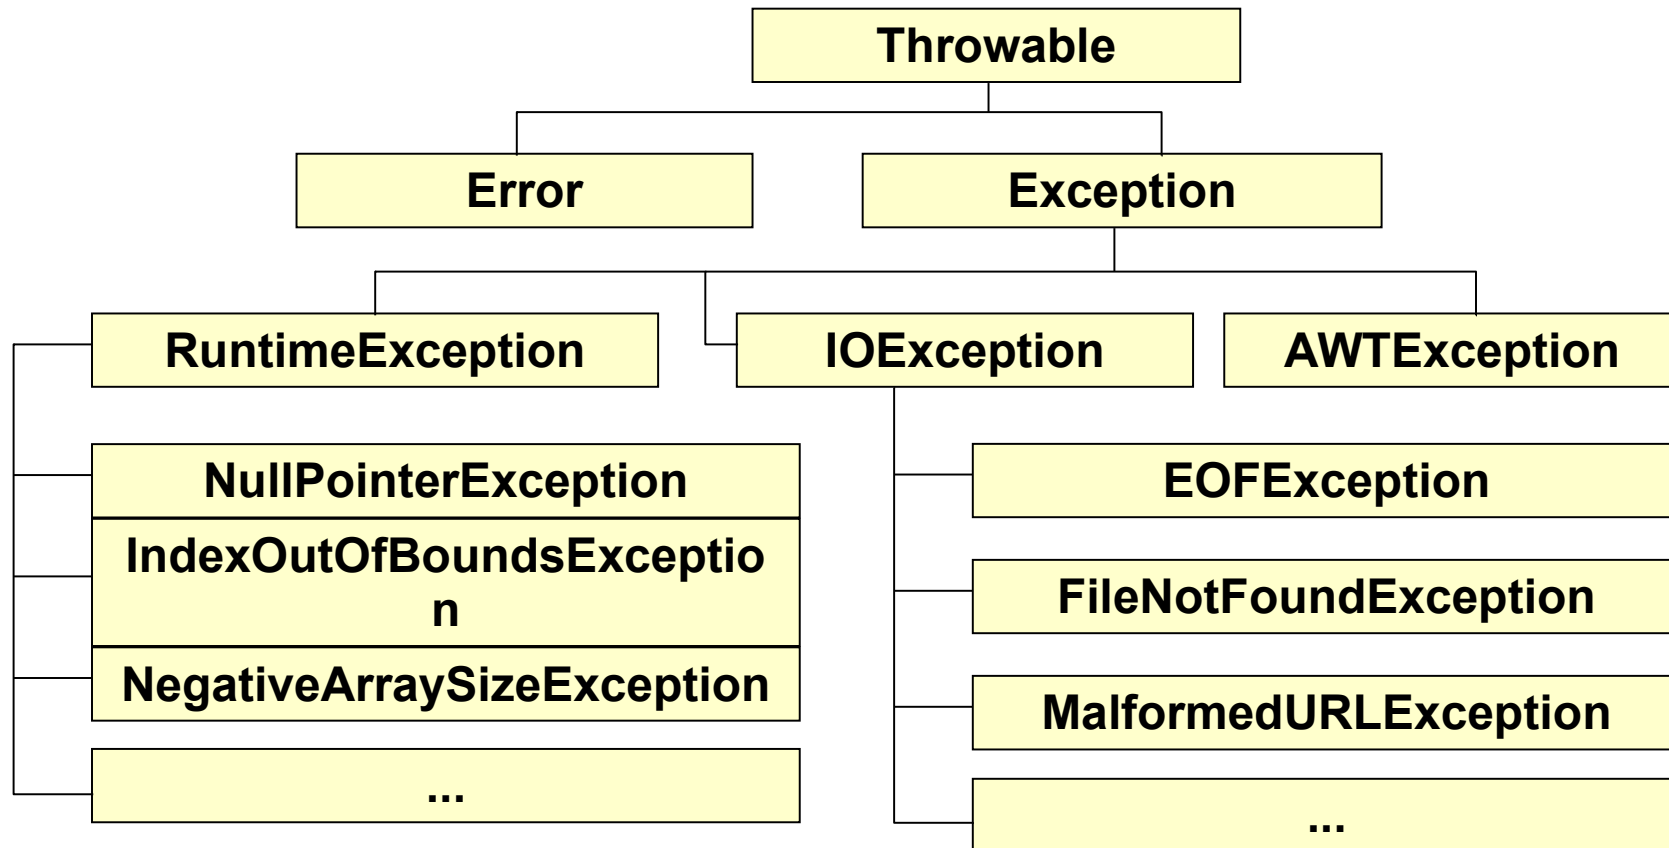 Throwable
Error
Exception
RuntimeException
IOException
AWTException
NullPointerException
IndexOutOfBoundsExceptio
n
NegativeArraySizeException
...
EOFException
FileNotFoundException
MalformedURLException
...